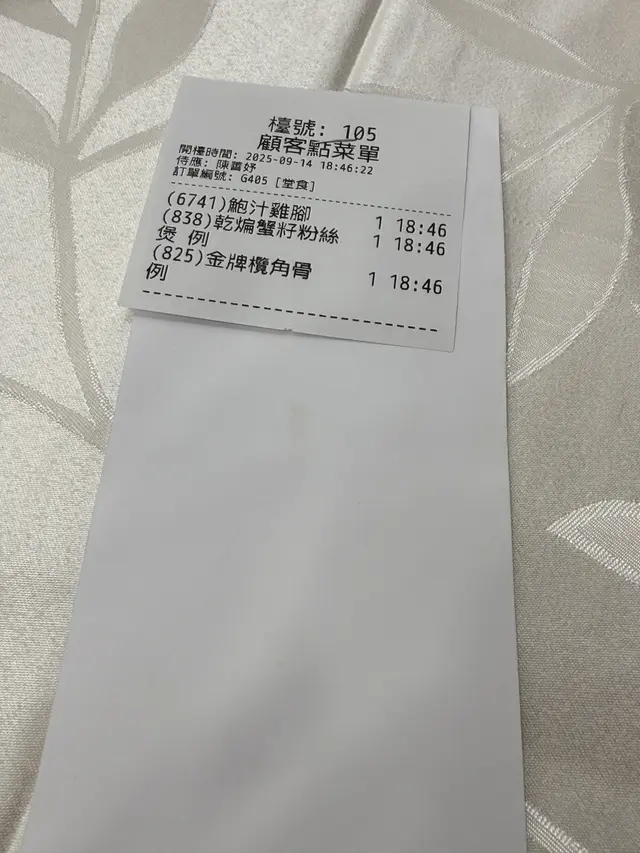 檯號: 105
顧客點菜單
開檯時間: 2025-09-14 18:46:22
侍應: 陳善妤
訂單編號: G405 [堂食]
(6741)鮑汁雞腳 1 18:46
(838)乾煸蟹籽粉絲 1 18:46
煲 例
(825)金牌欖角骨 1 18:46
例